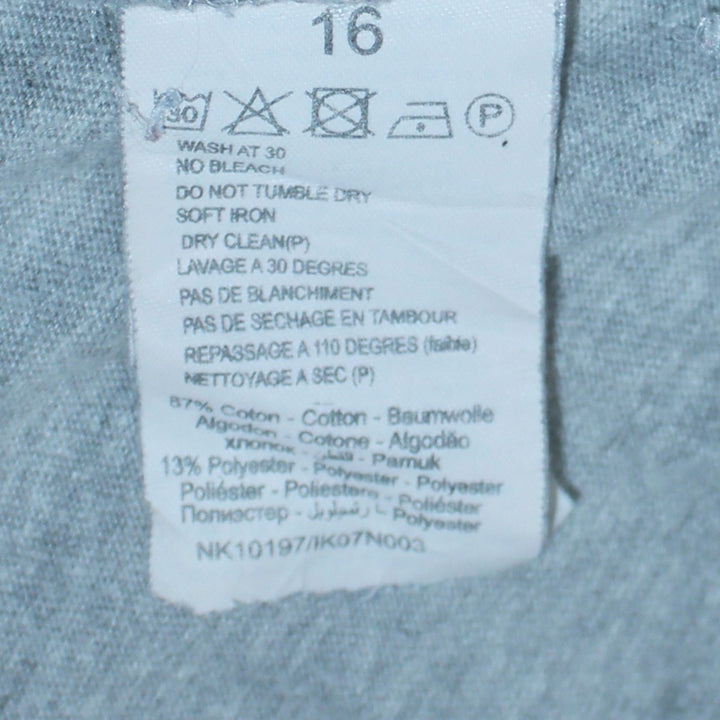 16
30 P
WASH AT 30
NO BLEACH
DO NOT TUMBLE DRY
SOFT IRON
DRY CLEAN(P)
LAVAGE A 30 DEGRES
PAS DE BLANCHIMENT
PAS DE SECHAGE EN TAMBOUR
REPASSAGE A 110 DEGRES (faible)
NETTOYAGE A SEC (P)
87% Coton - Cotton - Baumwolle
Algodon - Cotone - Algodão
хлопок - قطن - Pamuk
13% Polyester - Polyester - Polyester
Poliéster - Poliestere - Poliéster
Полиэстер - Polyester
NK10197/IK07N003